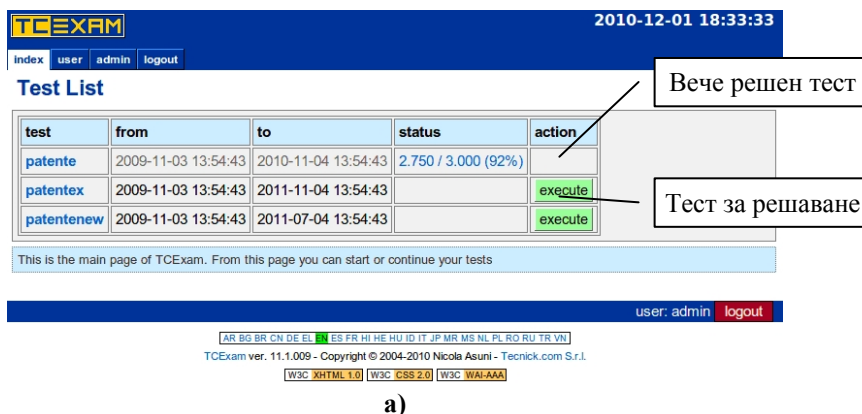 TCEXAM 2010-12-01 18:33:33
index user admin logout
Test List
Вече решен тест
test from to status action
patente 2009-11-03 13:54:43 2010-11-04 13:54:43 2.750 / 3.000 (92%)
patentex 2009-11-03 13:54:43 2011-11-04 13:54:43 execute
Тест за решаване
patentenew 2009-11-03 13:54:43 2011-07-04 13:54:43 execute
This is the main page of TCExam. From this page you can start or continue your tests
user: admin logout
AR BG BR CN DE EL EN ES FR HI HE HU ID IT JP MR MS NL PL RO RU TR VN
TCExam ver. 11.1.009 - Copyright © 2004-2010 Nicola Asuni - Tecnick.com S.r.l.
W3C XHTML 1.0 W3C CSS 2.0 W3C WAI-AAA
а)